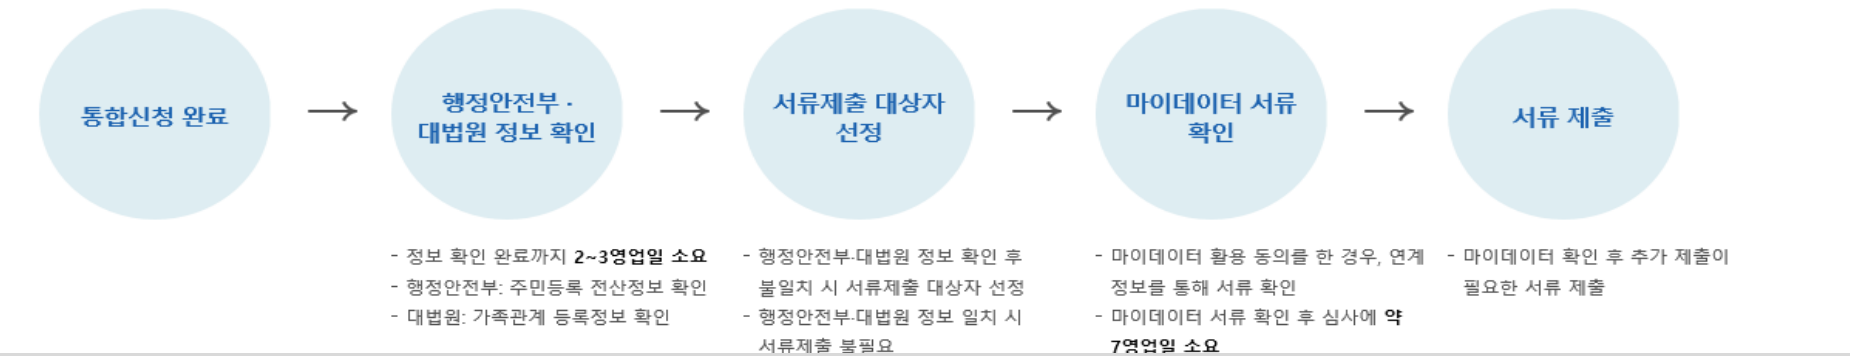 통합신청 완료
→
행정안전부 ·
대법원 정보 확인
→
서류제출 대상자
선정
→
마이데이터 서류
확인
→
서류 제출
- 정보 확인 완료까지 2~3영업일 소요
- 행정안전부: 주민등록 전산정보 확인
- 대법원: 가족관계 등록정보 확인
- 행정안전부·대법원 정보 확인 후
불일치 시 서류제출 대상자 선정
- 행정안전부·대법원 정보 일치 시
서류제출 불필요
- 마이데이터 활용 동의를 한 경우, 연계
정보를 통해 서류 확인
- 마이데이터 서류 확인 후 심사에 약
7영업일 소요
- 마이데이터 확인 후 추가 제출이
필요한 서류 제출